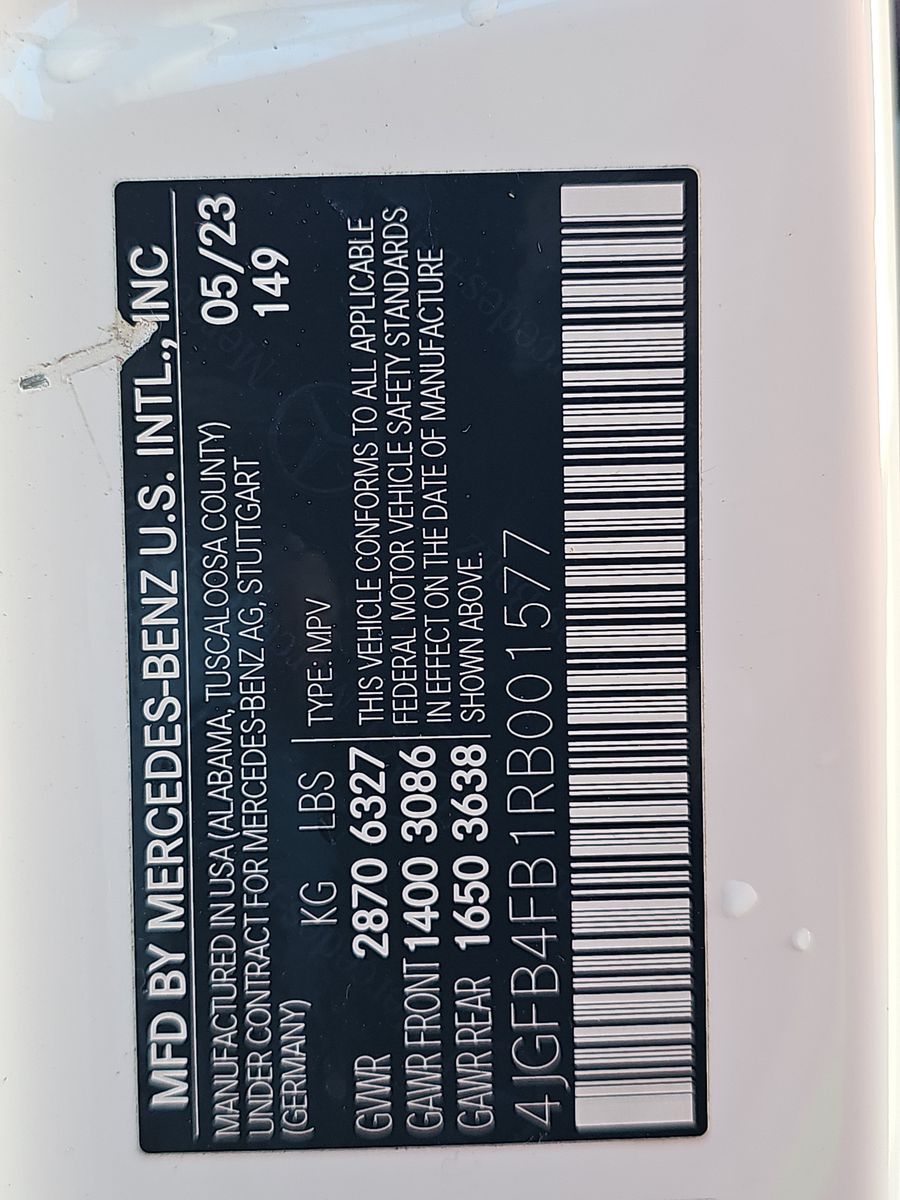 MFD BY MERCEDES-BENZ U.S. INTL., INC
MANUFACTURED IN USA (ALABAMA, TUSCALOOSA COUNTY) 05/23
UNDER CONTRACT FOR MERCEDES-BENZ AG, STUTTGART 149
(GERMANY)
KG LBS TYPE: MPV
GVWR 2870 6327 THIS VEHICLE CONFORMS TO ALL APPLICABLE
GAWR FRONT 1400 3086 FEDERAL MOTOR VEHICLE SAFETY STANDARDS
IN EFFECT ON THE DATE OF MANUFACTURE
GAWR REAR 1650 3638 SHOWN ABOVE.
4JGFB4FB1RB001577